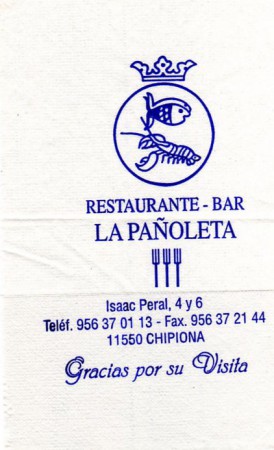 RESTAURANTE - BAR
LA PAÑOLETA
Isaac Peral, 4 y 6
Teléf. 956 37 01 13 - Fax. 956 37 21 44
11550 CHIPIONA
Gracias por su Visita